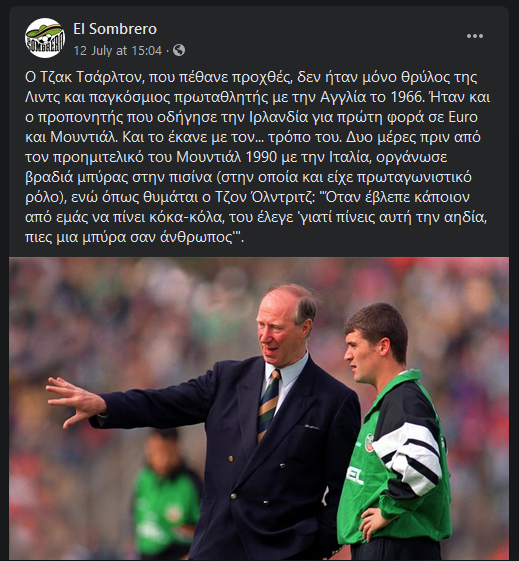 El Sombrero
12 July at 15:04 ·
SOMBRERO
Ο Τζακ Τσάρλτον, που πέθανε προχθές, δεν ήταν μόνο θρύλος της
Λιντς και παγκόσμιος πρωταθλητής με την Αγγλία το 1966. Ήταν και
ο προπονητής που οδήγησε την Ιρλανδία για πρώτη φορά σε Euro
και Μουντιάλ. Και το έκανε με τον... τρόπο του. Δυο μέρες πριν από
τον προημιτελικό του Μουντιάλ 1990 με την Ιταλία, οργάνωσε
βραδιά μπύρας στην πισίνα (στην οποία και είχε πρωταγωνιστικό
ρόλο), ενώ όπως θυμάται ο Τζον Όλντριτζ: "Όταν έβλεπε κάποιον
από εμάς να πίνει κόκα-κόλα, του έλεγε 'γιατί πίνεις αυτή την αηδία,
πιες μια μπύρα σαν άνθρωπος'".